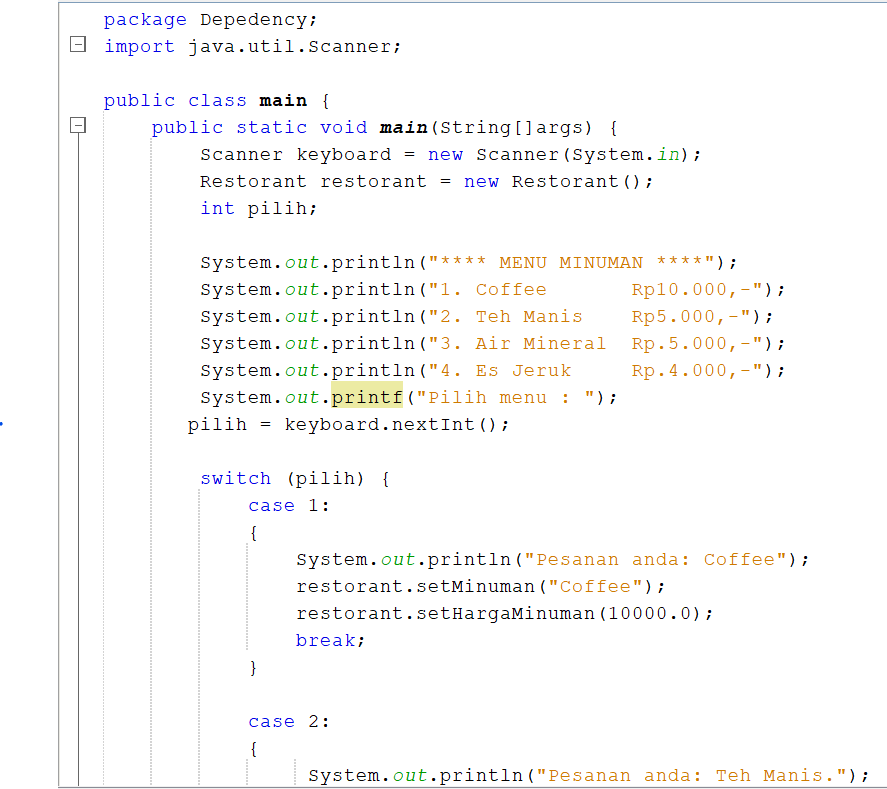 package Depedency;
import java.util.Scanner;
public class main {
public static void main(String[]args) {
Scanner keyboard = new Scanner(System.in);
Restorant restorant = new Restorant();
int pilih;
System.out.println("**** MENU MINUMAN ****");
System.out.println("1. Coffee       Rp10.000,-");
System.out.println("2. Teh Manis    Rp5.000,-");
System.out.println("3. Air Mineral  Rp.5.000,-");
System.out.println("4. Es Jeruk     Rp.4.000,-");
System.out.printf("Pilih menu : ");
pilih = keyboard.nextInt();
switch (pilih) {
case 1:
{
System.out.println("Pesanan anda: Coffee");
restorant.setMinuman("Coffee");
restorant.setHargaMinuman(10000.0);
break;
}
case 2:
{
System.out.println("Pesanan anda: Teh Manis.");